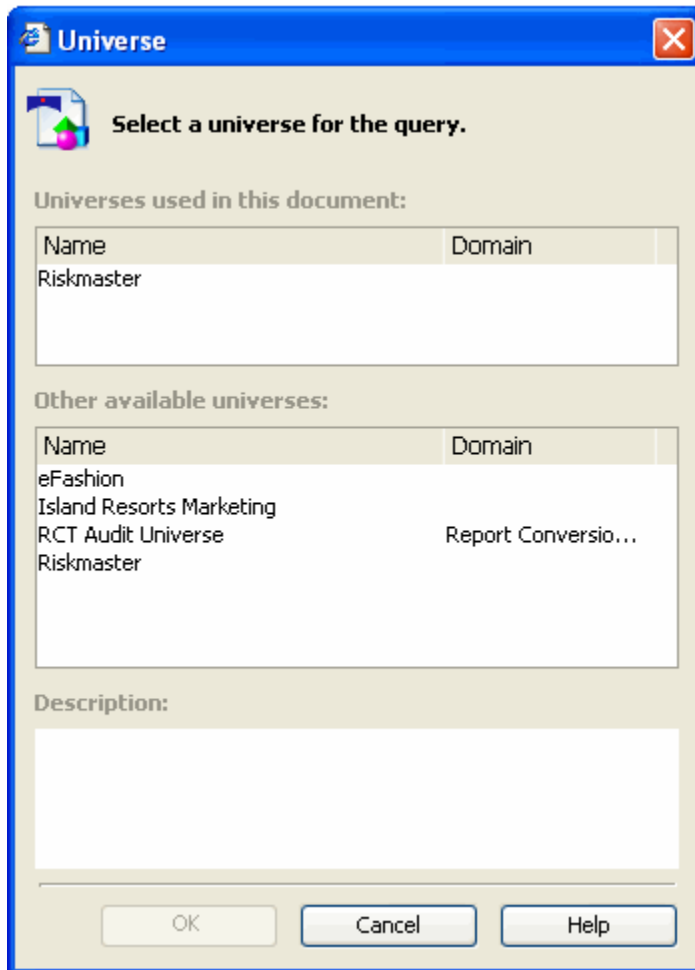 Universe
Select a universe for the query.
Universes used in this document:
Name Domain
Riskmaster
Other available universes:
Name Domain
eFashion
Island Resorts Marketing
RCT Audit Universe Report Conversio...
Riskmaster
Description:
OK Cancel Help